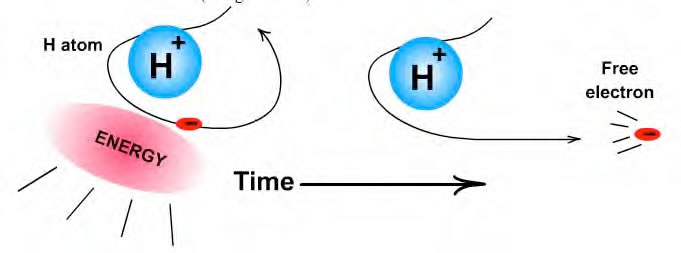 H atom
H+
ENERGY
Time
H+
Free
electron